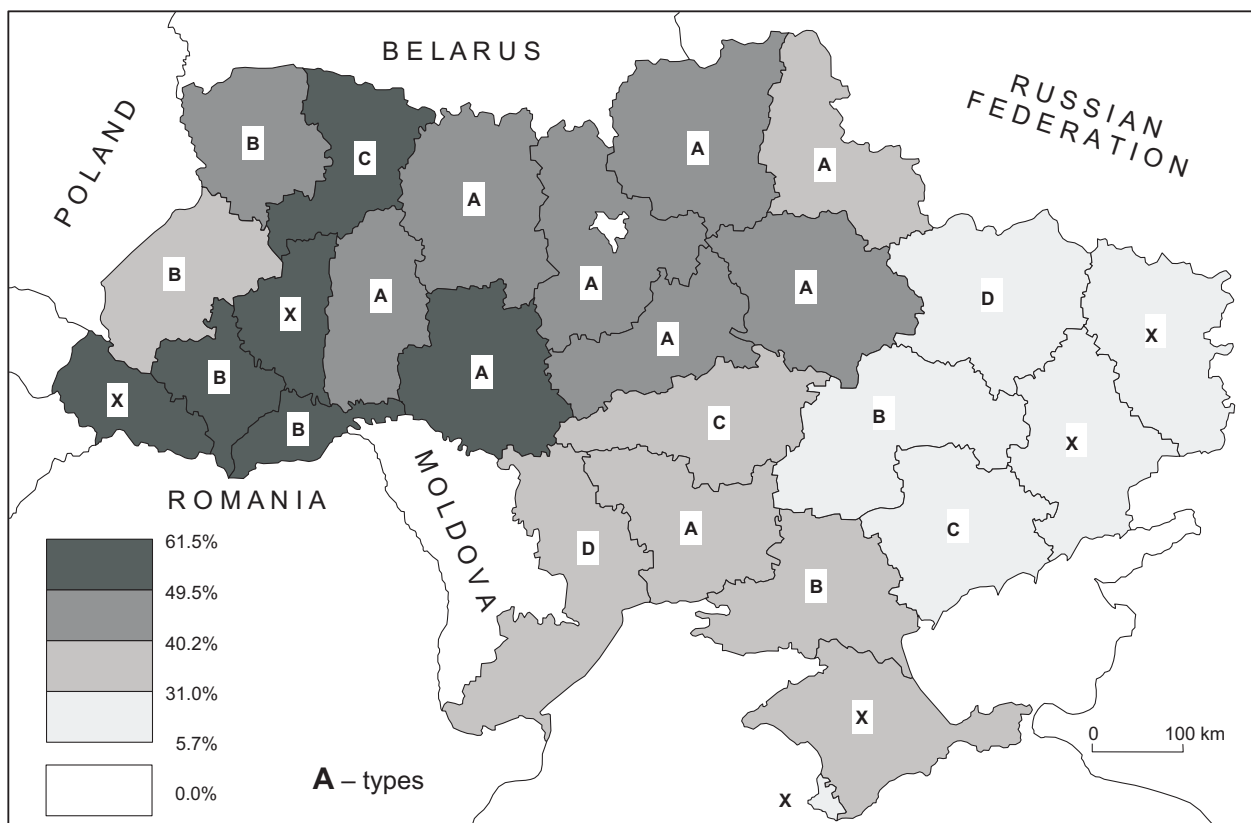 BELARUS
RUSSIAN
FEDERATION
POLAND
B
C
A
A
A
B
X
A
A
A
A
D
X
X
B
B
A
C
B
X
MOLDOVA
ROMANIA
D
A
B
C
X
X
61.5%
49.5%
40.2%
31.0%
5.7%
0.0%
A – types
0 100 km